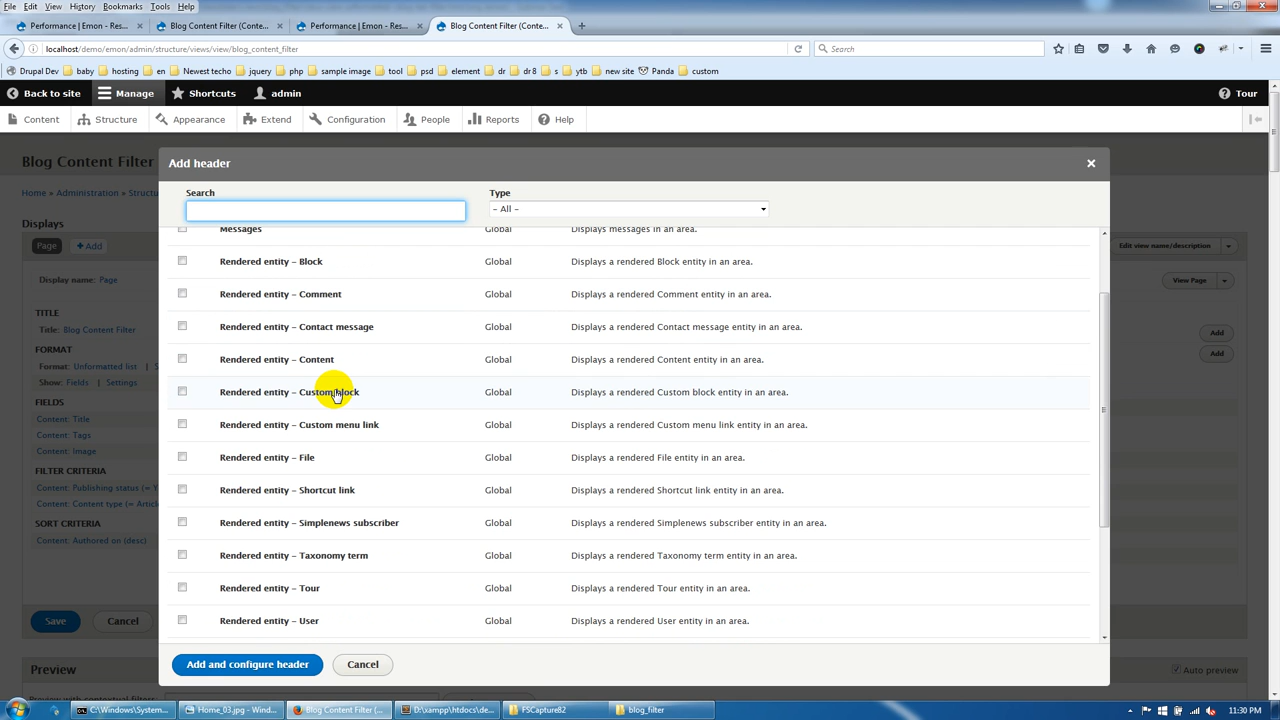 File Edit View History Bookmarks Tools Help
Performance | Emon - Res... × Blog Content Filter (Conte... × Performance | Emon - Res... × Blog Content Filter (Conte... × +
localhost/demo/emon/admin/structure/views/view/blog_content_filter Search
Drupal Dev baby hosting en Newest techo jquery php sample image tool psd element dr dr8 s ytb new site Panda custom
Back to site Manage Shortcuts admin Tour
Content Structure Appearance Extend Configuration People Reports Help
Blog Content Filter
Add header
Home » Administration » Structu
Search Type
- All -
Displays
Page + Add
Edit view name/description
Display name: Page
View Page
TITLE
Title: Blog Content Filter
FORMAT
Format: Unformatted list | S
Show: Fields | Settings
FIELDS
Content: Title
Content: Tags
Content: Image
FILTER CRITERIA
Content: Publishing status (= Y
Content: Content type (= Artic
SORT CRITERIA
Content: Authored on (desc)
Add
Add
Messages Global Displays messages in an area.
Rendered entity – Block Global Displays a rendered Block entity in an area.
Rendered entity – Comment Global Displays a rendered Comment entity in an area.
Rendered entity – Contact message Global Displays a rendered Contact message entity in an area.
Rendered entity – Content Global Displays a rendered Content entity in an area.
Rendered entity – Custom block Global Displays a rendered Custom block entity in an area.
Rendered entity – Custom menu link Global Displays a rendered Custom menu link entity in an area.
Rendered entity – File Global Displays a rendered File entity in an area.
Rendered entity – Shortcut link Global Displays a rendered Shortcut link entity in an area.
Rendered entity – Simplenews subscriber Global Displays a rendered Simplenews subscriber entity in an area.
Rendered entity – Taxonomy term Global Displays a rendered Taxonomy term entity in an area.
Rendered entity – Tour Global Displays a rendered Tour entity in an area.
Rendered entity – User Global Displays a rendered User entity in an area.
Save Cancel
Add and configure header Cancel
Preview Auto preview
Preview with contextual filters:
C:\Windows\System... Home_03.jpg - Wind... Blog Content Filter (... D:\xampp\htdocs\de... FSCapture82 blog_filter 11:30 PM